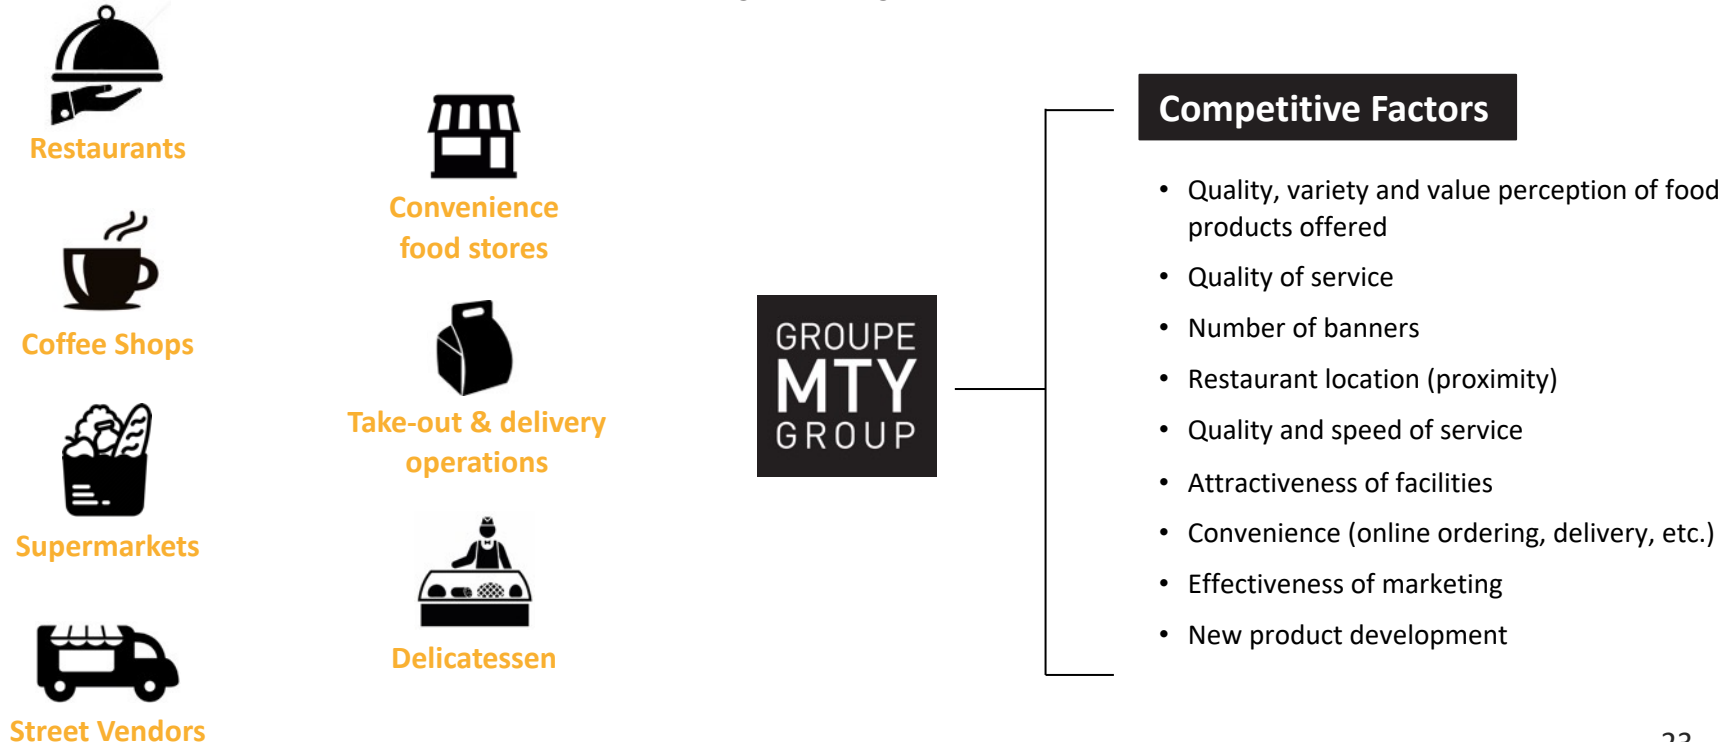 Restaurants
Coffee Shops
Supermarkets
Street Vendors
Convenience
food stores
Take-out & delivery
operations
Delicatessen
GROUPE
MTY
GROUP
Competitive Factors
• Quality, variety and value perception of food
products offered
• Quality of service
• Number of banners
• Restaurant location (proximity)
• Quality and speed of service
• Attractiveness of facilities
• Convenience (online ordering, delivery, etc.)
• Effectiveness of marketing
• New product development